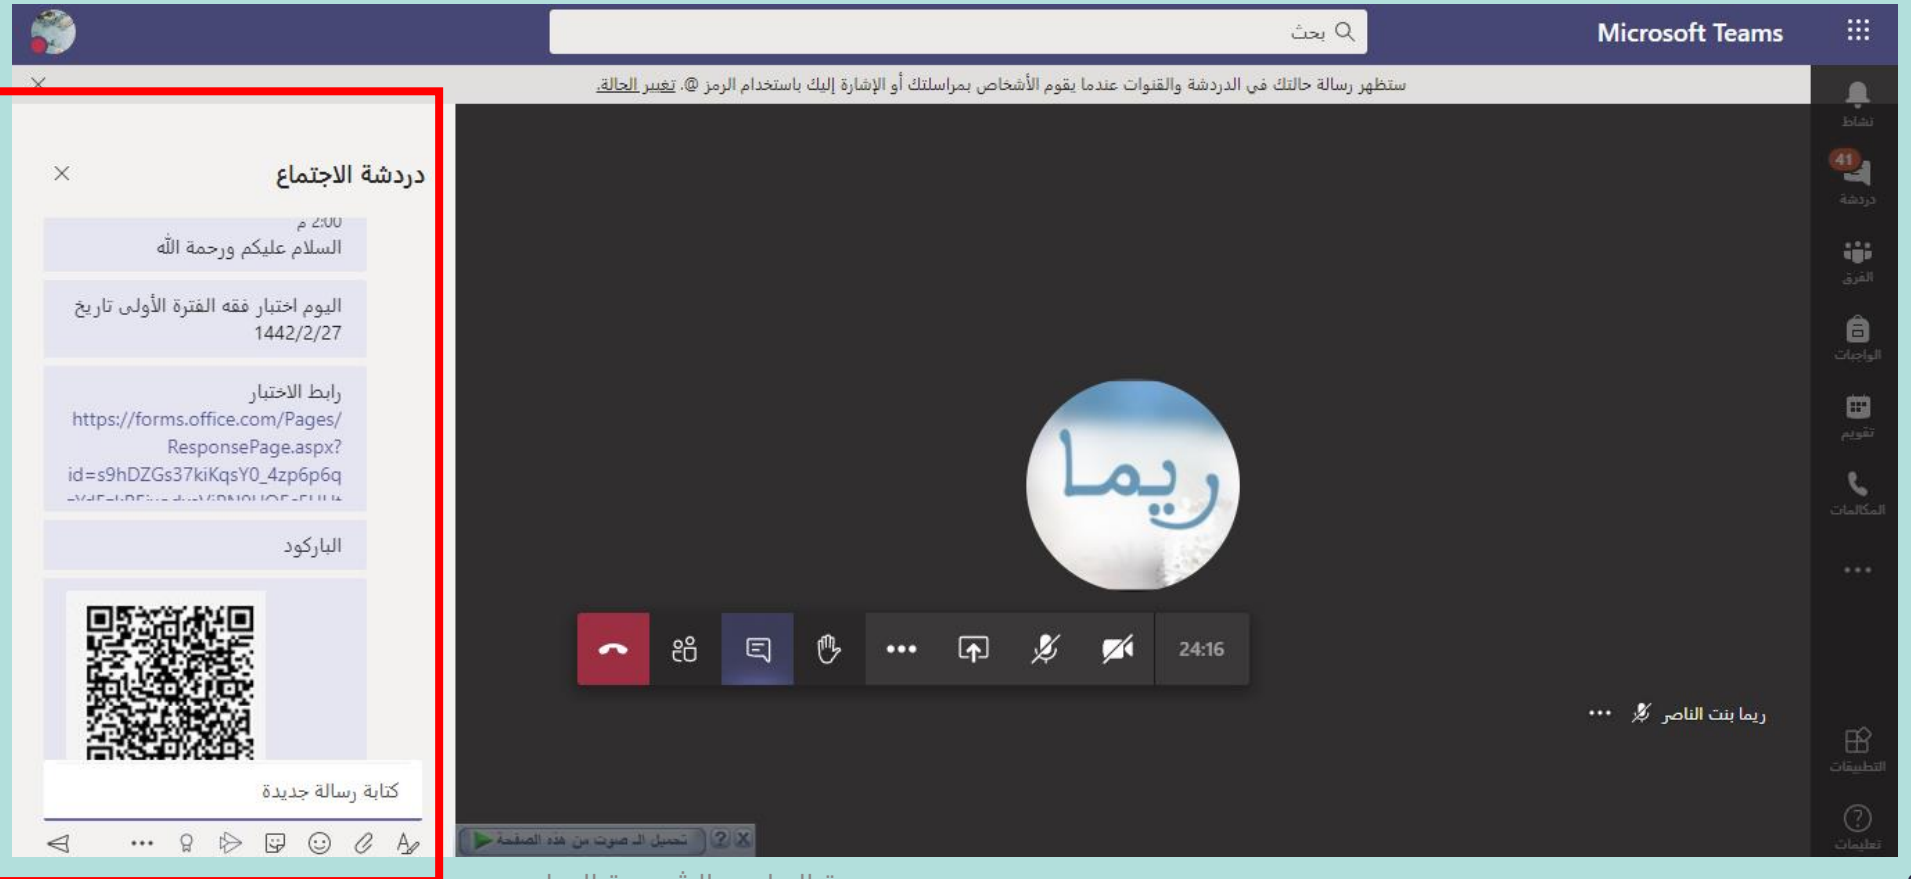 Microsoft Teams
بحث
ستظهر رسالة حالتك في الدردشة والقنوات عندما يقوم الأشخاص بمراسلتك أو الإشارة إليك باستخدام الرمز @. تغيير الحالة.
نشاط
41
دردشة
الفرق
الواجبات
تقويم
المكالمات
التطبيقات
تعليمات
ريما
24:16
ريما بنت الناصر
تحميل الـ صوت من هذه الصفحة
دردشة الاجتماع
2:00 م
السلام عليكم ورحمة الله
اليوم اختبار فقه الفترة الأولى تاريخ
1442/2/27
رابط الاختبار
https://forms.office.com/Pages/
ResponsePage.aspx?
id=s9hDZGs37kiKqsY0_4zp6p6q
الباركود
كتابة رسالة جديدة